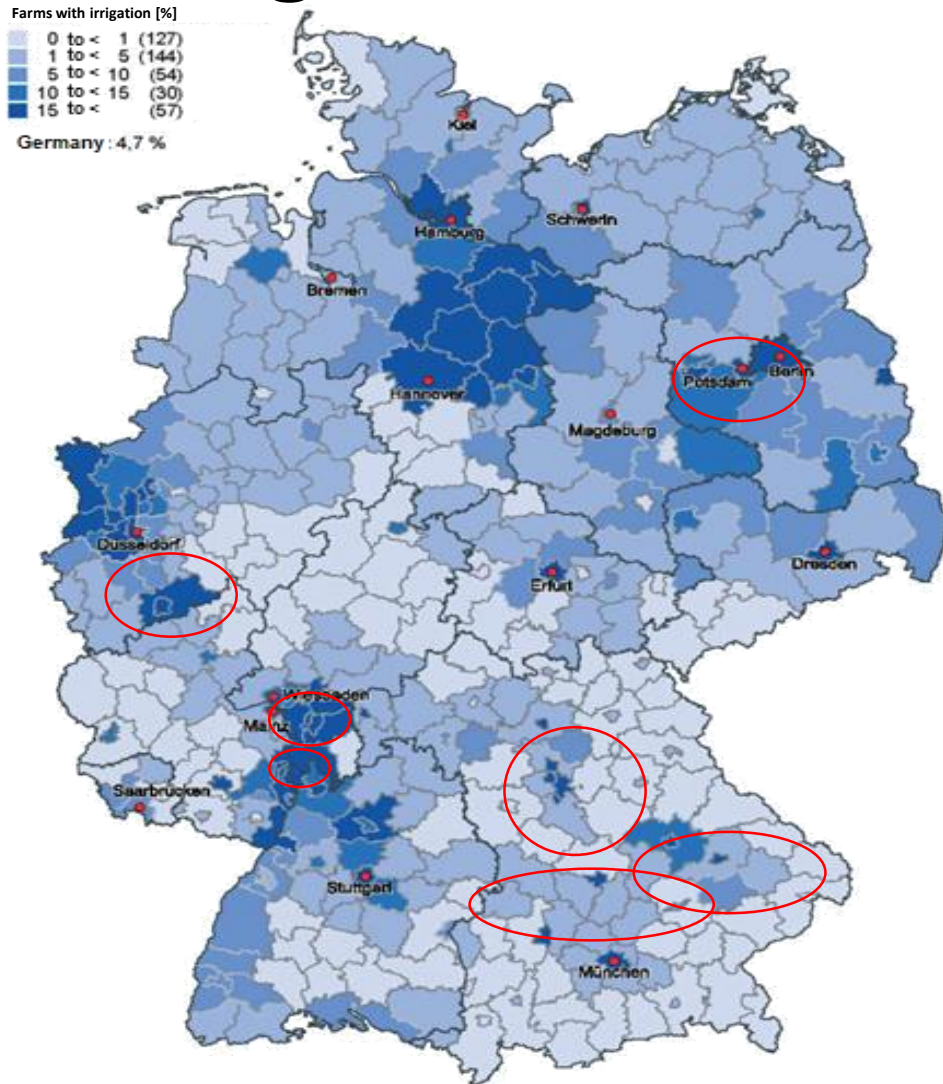 Farms with irrigation [%]
0 to < 1 (127)
1 to < 5 (144)
5 to < 10 (54)
10 to < 15 (30)
15 to < (57)
Germany : 4,7 %
Kiel
Schwerin
Hamburg
Bremen
Berlin
Potsdam
Hannover
Magdeburg
Düsseldorf
Dresden
Erfurt
Wiesbaden
Mainz
Saarbrücken
Stuttgart
München